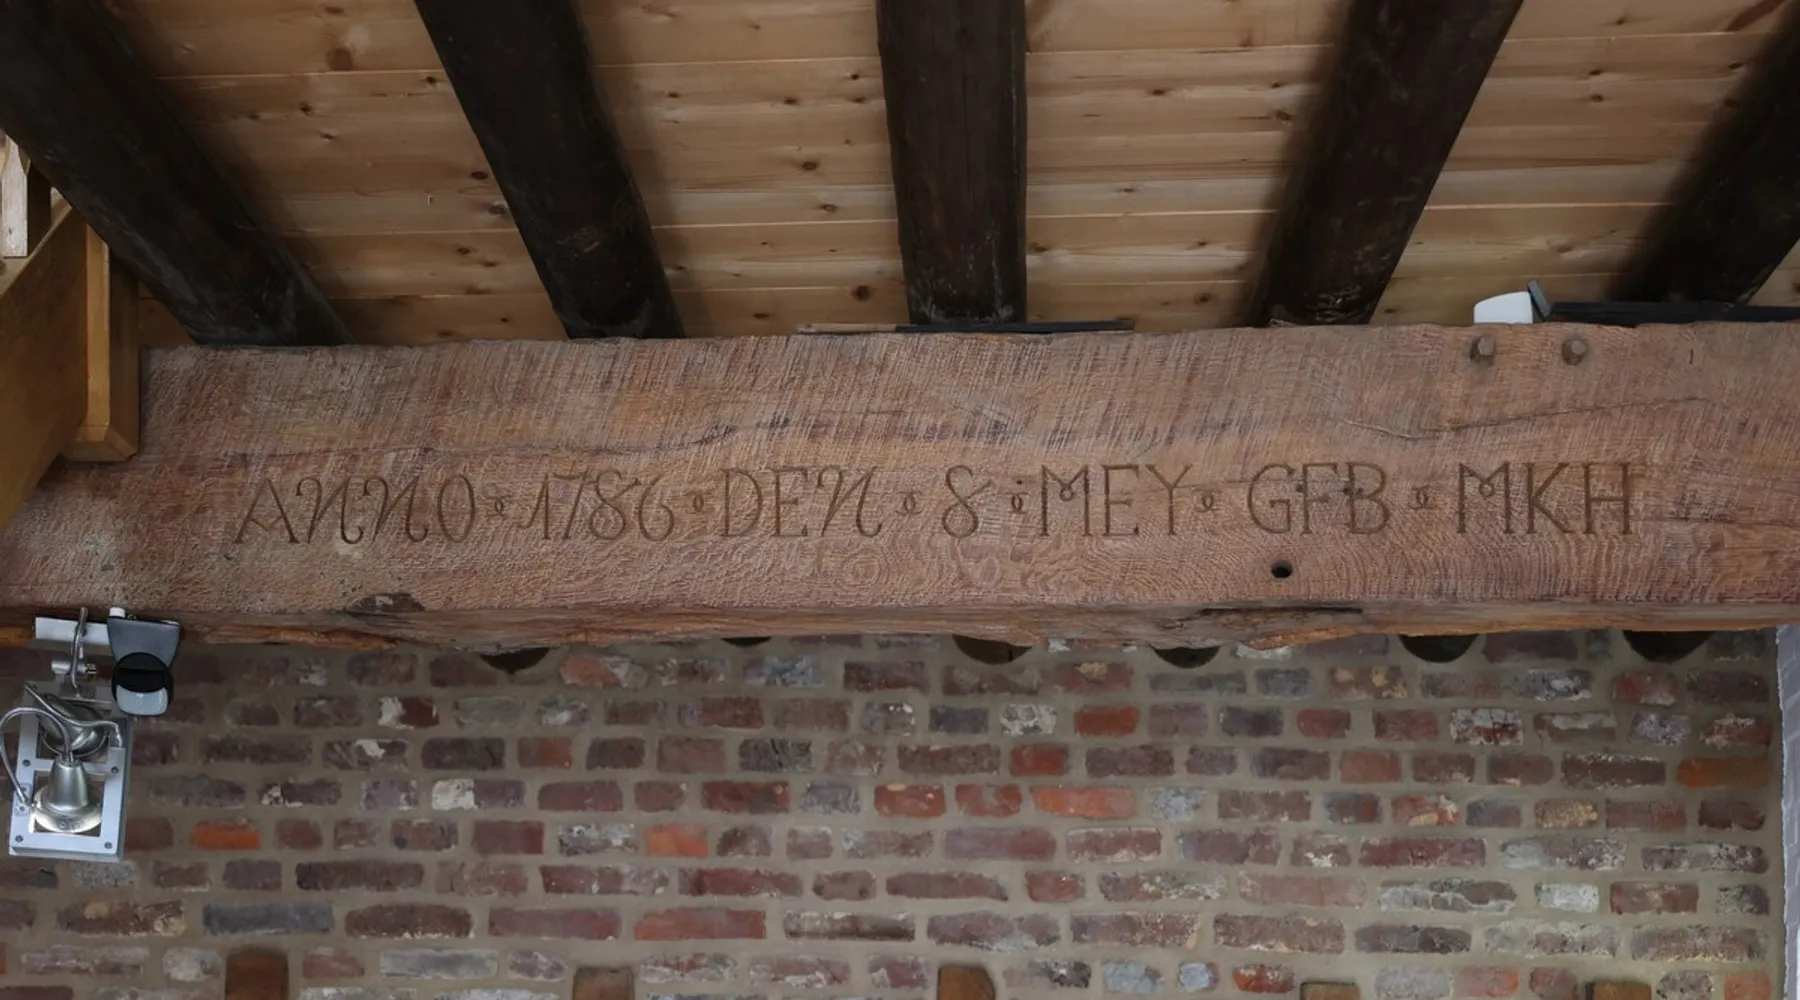 ANNO • 1786 • DEN • 8 • MEY • GFB • MKH